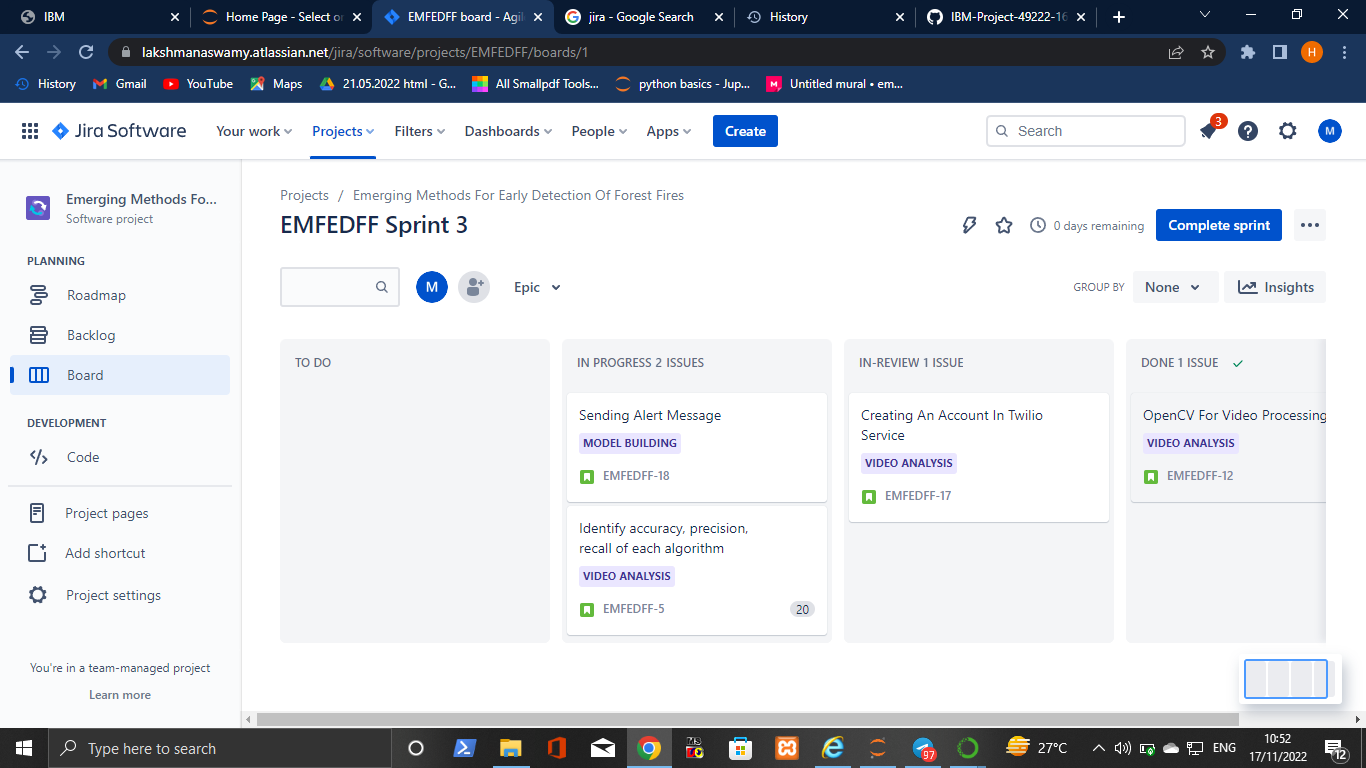 IBM
Home Page - Select or
EMFEDFF board - Agil
jira - Google Search
History
IBM-Project-49222-16
lakshmanaswamy.atlassian.net/jira/software/projects/EMFEDFF/boards/1
H
History
Gmail
YouTube
Maps
21.05.2022 html - G...
All Smallpdf Tools...
python basics - Jup...
Untitled mural • em...
Jira Software
Your work
Projects
Filters
Dashboards
People
Apps
Create
Search
3
M
Emerging Methods Fo...
Software project
PLANNING
Roadmap
Backlog
Board
DEVELOPMENT
Code
Project pages
Add shortcut
Project settings
You're in a team-managed project
Learn more
Projects / Emerging Methods For Early Detection Of Forest Fires
EMFEDFF Sprint 3
0 days remaining
Complete sprint
M
Epic
GROUP BY
None
Insights
TO DO
IN PROGRESS 2 ISSUES
Sending Alert Message
MODEL BUILDING
EMFEDFF-18
Identify accuracy, precision,
recall of each algorithm
VIDEO ANALYSIS
EMFEDFF-5
20
IN-REVIEW 1 ISSUE
Creating An Account In Twilio
Service
VIDEO ANALYSIS
EMFEDFF-17
DONE 1 ISSUE
OpenCV For Video Processing
VIDEO ANALYSIS
EMFEDFF-12
Type here to search
97
27°C
ENG
10:52
17/11/2022
12